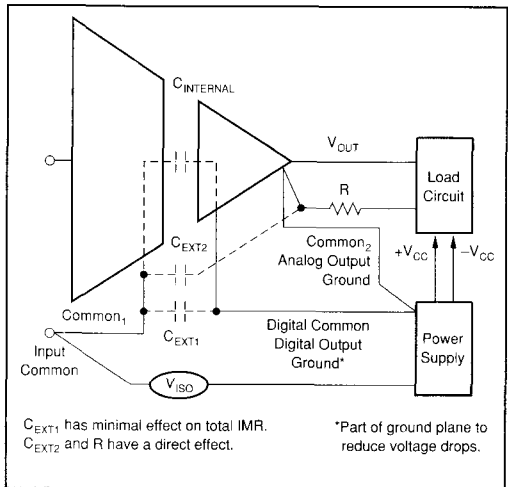 C_INTERNAL
V_OUT
Load
Circuit
R
C_EXT2
Common_2
Analog Output
Ground
+V_CC
–V_CC
Common_1
C_EXT1
Digital Common
Digital Output
Ground*
Power
Supply
Input
Common
V_ISO
C_EXT1 has minimal effect on total IMR.
C_EXT2 and R have a direct effect.
*Part of ground plane to
reduce voltage drops.